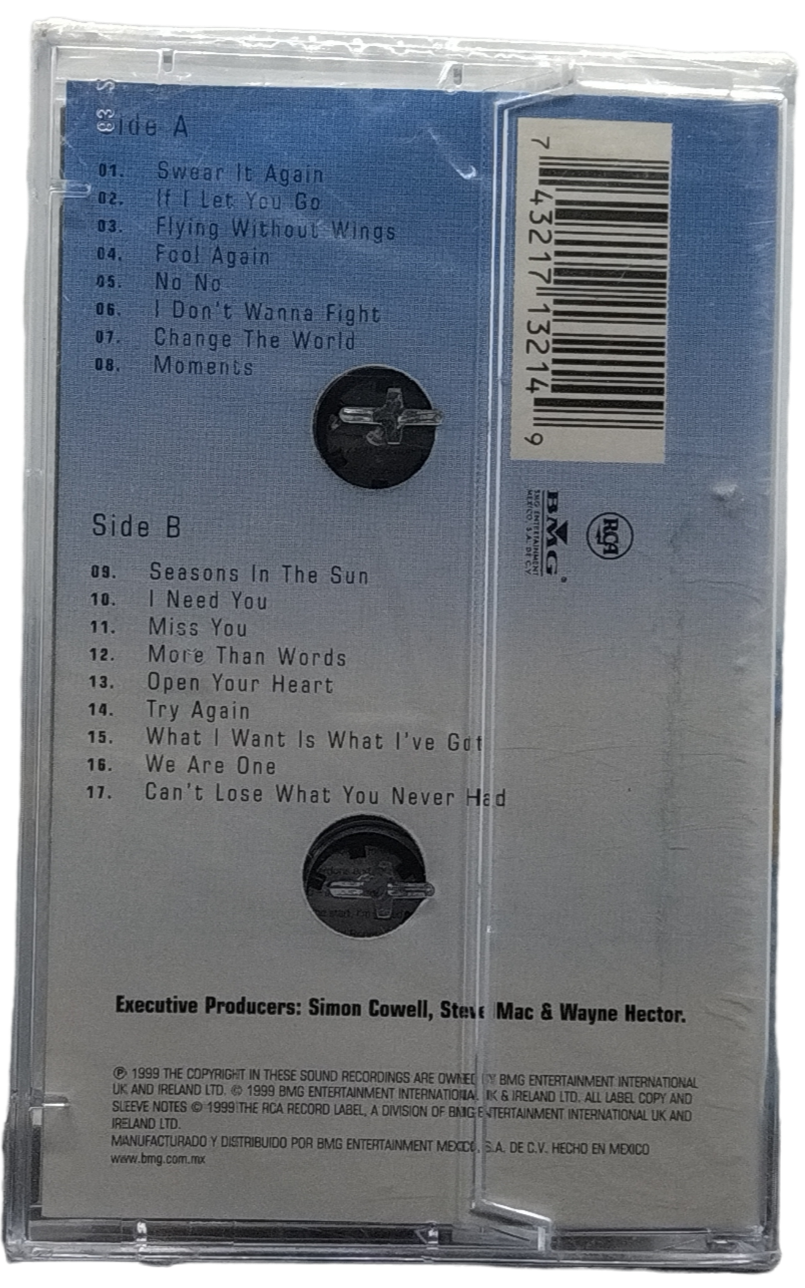 Side A
01. Swear It Again
02. If I Let You Go
03. Flying Without Wings
04. Fool Again
05. No No
06. I Don't Wanna Fight
07. Change The World
08. Moments
7 43217 13214 9
BMG
BMG ENTERTAINMENT
MEXICO, S.A. DE C.V.
RCA
Side B
09. Seasons In The Sun
10. I Need You
11. Miss You
12. More Than Words
13. Open Your Heart
14. Try Again
15. What I Want Is What I've Got
16. We Are One
17. Can't Lose What You Never Had
Executive Producers: Simon Cowell, Steve Mac & Wayne Hector.
℗ 1999 THE COPYRIGHT IN THESE SOUND RECORDINGS ARE OWNED BY BMG ENTERTAINMENT INTERNATIONAL
UK AND IRELAND LTD. © 1999 BMG ENTERTAINMENT INTERNATIONAL UK & IRELAND LTD. ALL LABEL COPY AND
SLEEVE NOTES © 1999 THE RCA RECORD LABEL, A DIVISION OF BMG ENTERTAINMENT INTERNATIONAL UK AND
IRELAND LTD.
MANUFACTURADO Y DISTRIBUIDO POR BMG ENTERTAINMENT MEXICO, S.A. DE C.V. HECHO EN MEXICO
www.bmg.com.mx